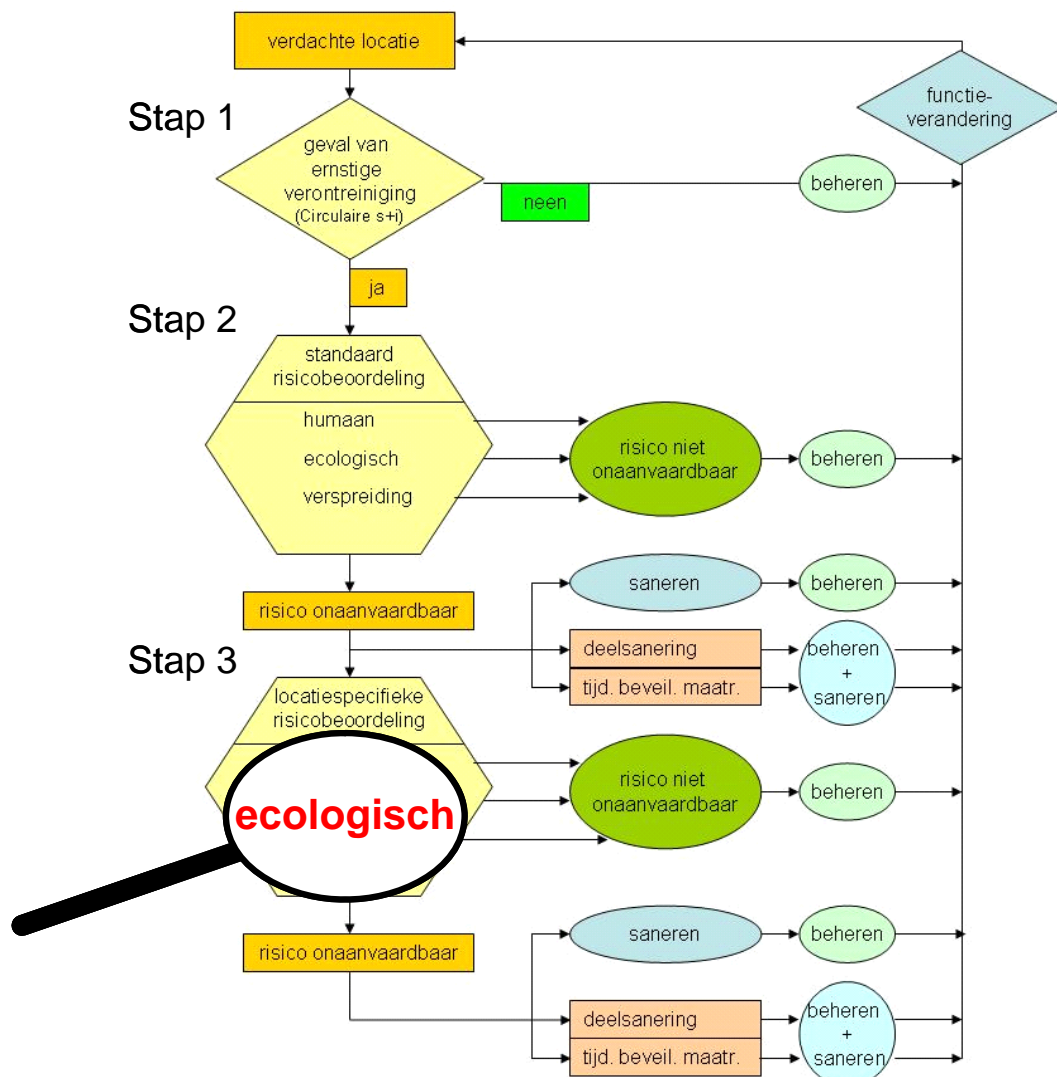 verdachte locatie
functie-
verandering
Stap 1
geval van
ernstige
verontreiniging
(Circulaire s+i)
neen
beheren
ja
Stap 2
standaard
risicobeoordeling
humaan
ecologisch
verspreiding
risico niet
onaanvaardbaar
beheren
risico onaanvaardbaar
saneren
beheren
deelsanering
tijd. beveil. maatr.
beheren
+
saneren
Stap 3
locatiespecifieke
risicobeoordeling
ecologisch
risico niet
onaanvaardbaar
beheren
risico onaanvaardbaar
saneren
beheren
deelsanering
tijd. beveil. maatr.
beheren
+
saneren